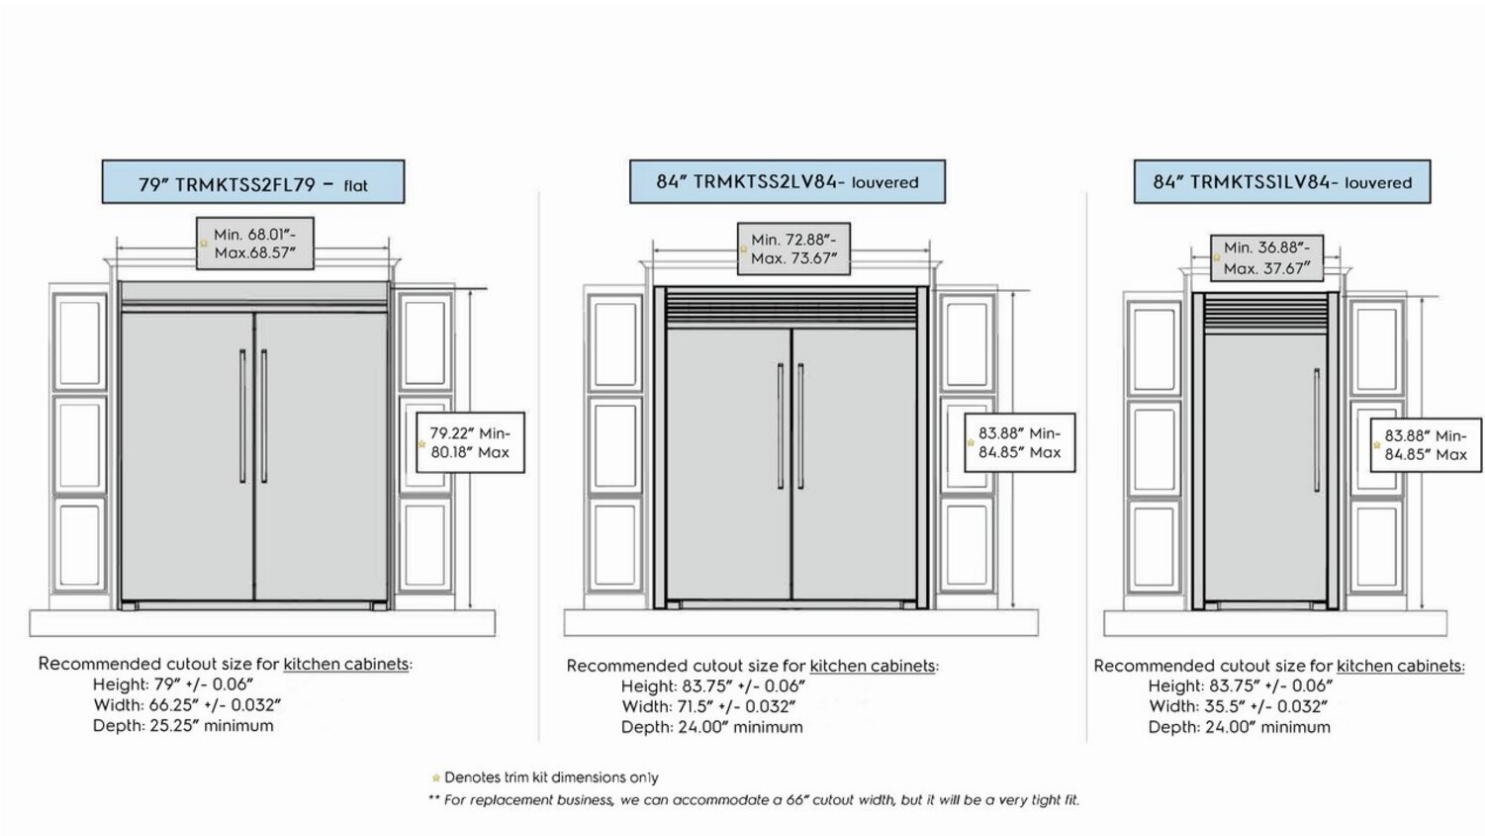 79" TRMKTSS2FL79 – flat
Min. 68.01"-
Max.68.57"
79.22" Min-
80.18" Max
Recommended cutout size for kitchen cabinets:
Height: 79" +/- 0.06"
Width: 66.25" +/- 0.032"
Depth: 25.25" minimum
84" TRMKTSS2LV84- louvered
Min. 72.88"-
Max. 73.67"
83.88" Min-
84.85" Max
Recommended cutout size for kitchen cabinets:
Height: 83.75" +/- 0.06"
Width: 71.5" +/- 0.032"
Depth: 24.00" minimum
84" TRMKTSS1LV84- louvered
Min. 36.88"-
Max. 37.67"
83.88" Min-
84.85" Max
Recommended cutout size for kitchen cabinets:
Height: 83.75" +/- 0.06"
Width: 35.5" +/- 0.032"
Depth: 24.00" minimum
Denotes trim kit dimensions only
** For replacement business, we can accommodate a 66" cutout width, but it will be a very tight fit.